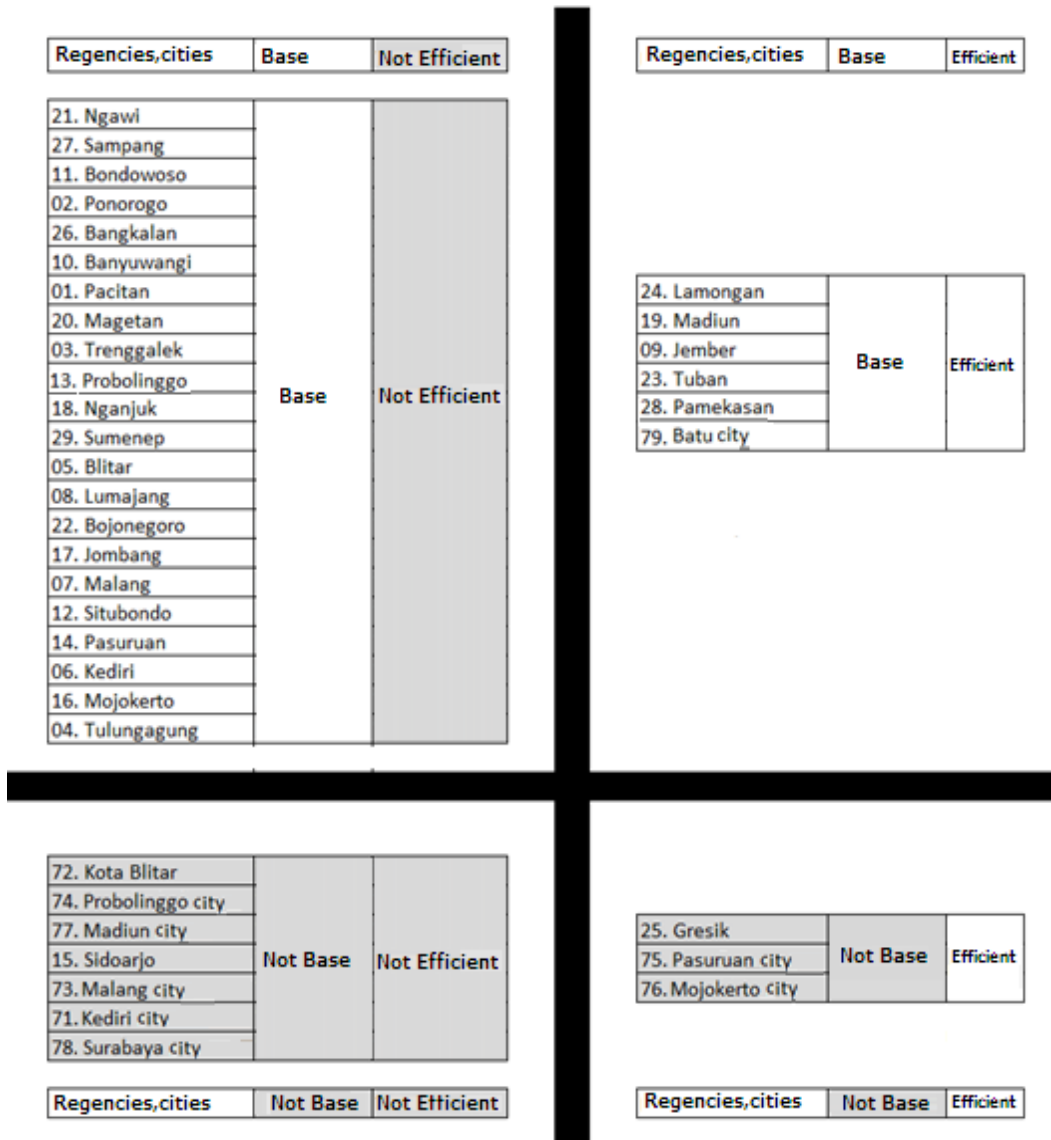 Regencies,cities Base Not Efficient
21. Ngawi
27. Sampang
11. Bondowoso
02. Ponorogo
26. Bangkalan
10. Banyuwangi
01. Pacitan
20. Magetan
03. Trenggalek
13. Probolinggo
18. Nganjuk
29. Sumenep
05. Blitar
08. Lumajang
22. Bojonegoro
17. Jombang
07. Malang
12. Situbondo
14. Pasuruan
06. Kediri
16. Mojokerto
04. Tulungagung
Base
Not Efficient
Regencies,cities Base Efficient
24. Lamongan
19. Madiun
09. Jember
23. Tuban
28. Pamekasan
79. Batu city
Base
Efficient
72. Kota Blitar
74. Probolinggo city
77. Madiun city
15. Sidoarjo
73. Malang city
71. Kediri city
78. Surabaya city
Not Base
Not Efficient
Regencies,cities Not Base Not Efficient
25. Gresik
75. Pasuruan city
76. Mojokerto city
Not Base
Efficient
Regencies,cities Not Base Efficient